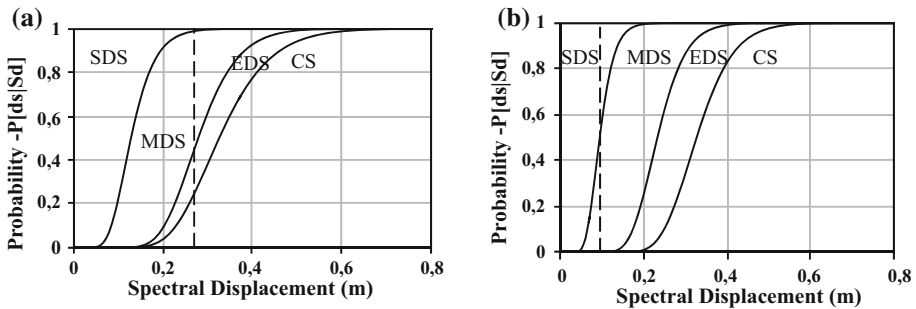 (a)
Probability -P[ds|Sd]
1
0,8
0,6
0,4
0,2
0
SDS
MDS
EDS
CS
0 0,2 0,4 0,6 0,8
Spectral Displacement (m)
(b)
Probability -P[ds|Sd]
1
0,8
0,6
0,4
0,2
0
SDS
MDS
EDS
CS
0 0,2 0,4 0,6 0,8
Spectral Displacement (m)